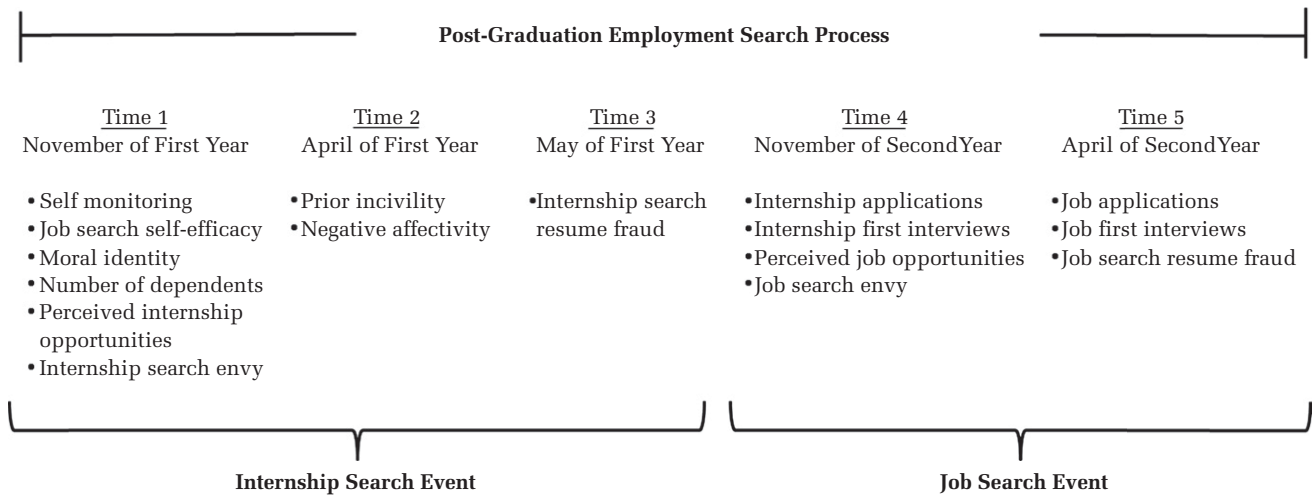 Post-Graduation Employment Search Process
Time 1
November of First Year
• Self monitoring
• Job search self-efficacy
• Moral identity
• Number of dependents
• Perceived internship
opportunities
• Internship search envy
Time 2
April of First Year
• Prior incivility
• Negative affectivity
Time 3
May of First Year
• Internship search
resume fraud
Time 4
November of SecondYear
• Internship applications
• Internship first interviews
• Perceived job opportunities
• Job search envy
Time 5
April of SecondYear
• Job applications
• Job first interviews
• Job search resume fraud
Internship Search Event
Job Search Event